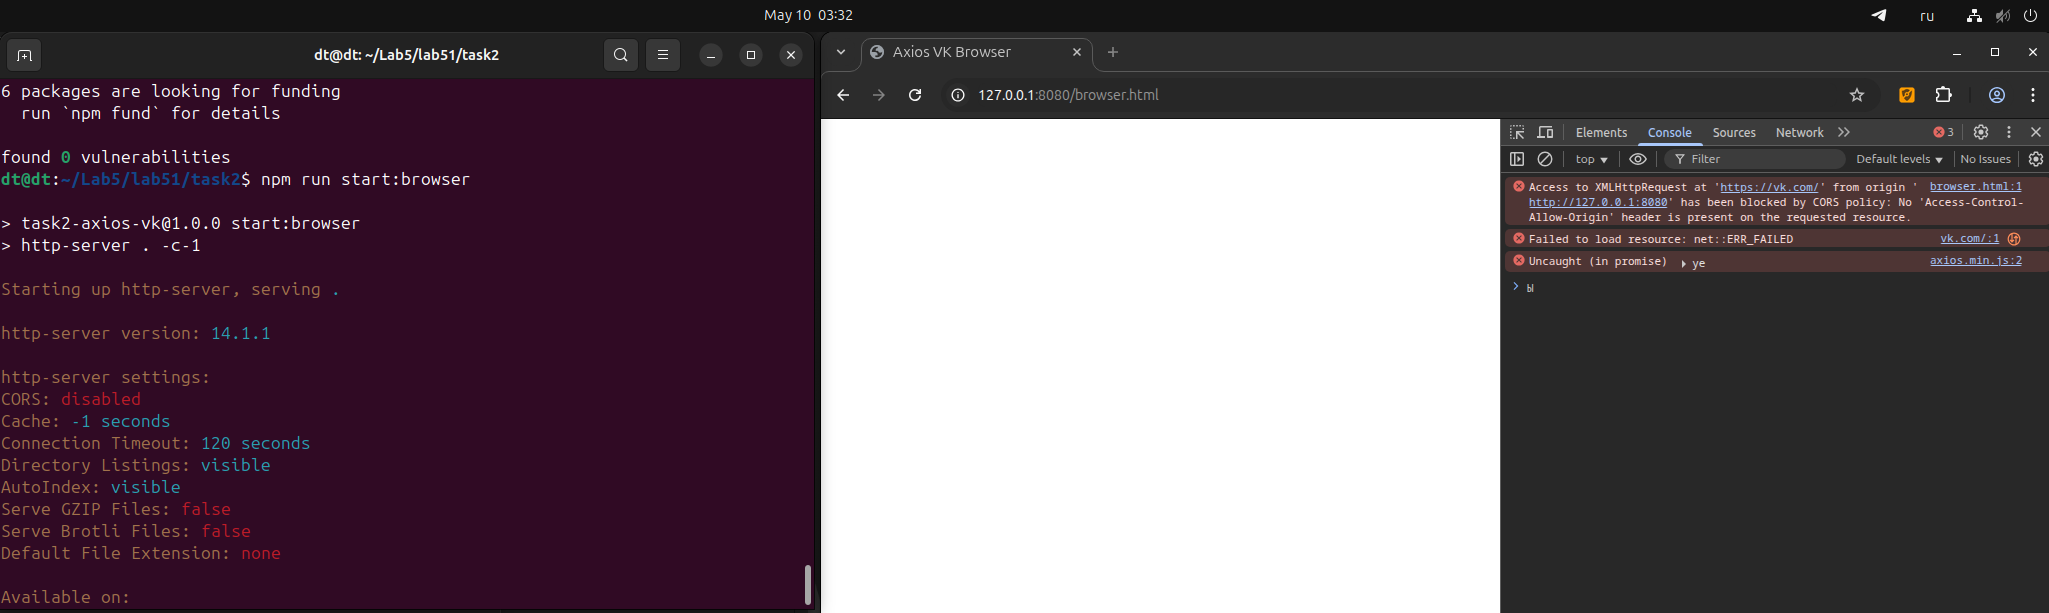 May 10 03:32
ru
dt@dt: ~/Lab5/lab51/task2
6 packages are looking for funding
  run `npm fund` for details
found 0 vulnerabilities
dt@dt:~/Lab5/lab51/task2$ npm run start:browser
> task2-axios-vk@1.0.0 start:browser
> http-server . -c-1
Starting up http-server, serving .
http-server version: 14.1.1
http-server settings:
CORS: disabled
Cache: -1 seconds
Connection Timeout: 120 seconds
Directory Listings: visible
AutoIndex: visible
Serve GZIP Files: false
Serve Brotli Files: false
Default File Extension: none
Available on:
Axios VK Browser
127.0.0.1:8080/browser.html
Elements Console Sources Network 3
top Filter Default levels No Issues
Access to XMLHttpRequest at 'https://vk.com/' from origin ' browser.html:1
http://127.0.0.1:8080' has been blocked by CORS policy: No 'Access-Control-
Allow-Origin' header is present on the requested resource.
Failed to load resource: net::ERR_FAILED vk.com/:1
Uncaught (in promise) ye axios.min.js:2
ы